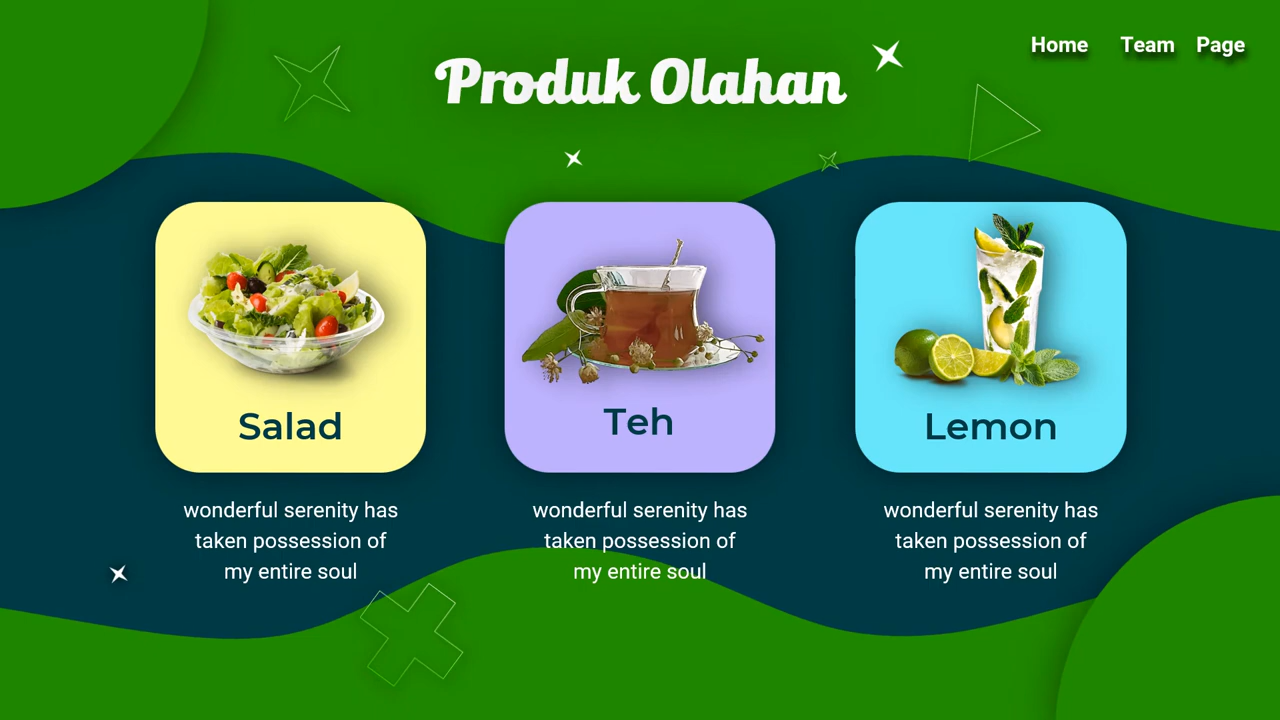 Home Team Page
Produk Olahan
Salad
Teh
Lemon
wonderful serenity has
taken possession of
my entire soul
wonderful serenity has
taken possession of
my entire soul
wonderful serenity has
taken possession of
my entire soul